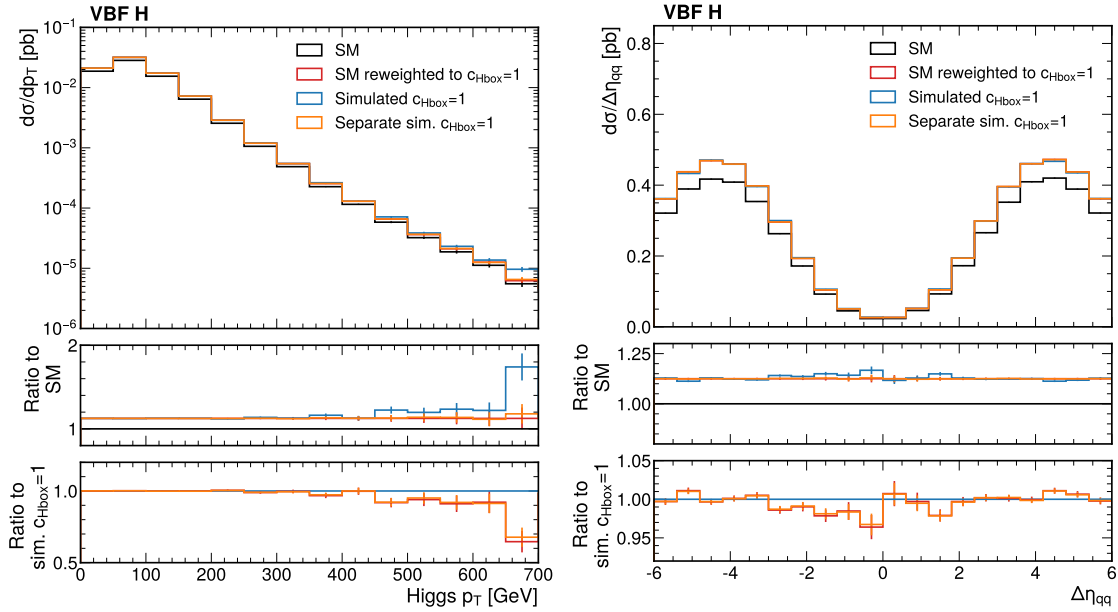 VBF H
dσ/dp_T [pb]
10⁻¹
10⁻²
10⁻³
10⁻⁴
10⁻⁵
10⁻⁶
SM
SM reweighted to c_Hbox=1
Simulated c_Hbox=1
Separate sim. c_Hbox=1
Ratio to
SM
2
1
Ratio to
sim. c_Hbox=1
1.0
0.5
0 100 200 300 400 500 600 700
Higgs p_T [GeV]
VBF H
dσ/Δη_qq [pb]
0.8
0.6
0.4
0.2
0.0
SM
SM reweighted to c_Hbox=1
Simulated c_Hbox=1
Separate sim. c_Hbox=1
Ratio to
SM
1.25
1.00
Ratio to
sim. c_Hbox=1
1.05
1.00
0.95
-6 -4 -2 0 2 4 6
Δη_qq